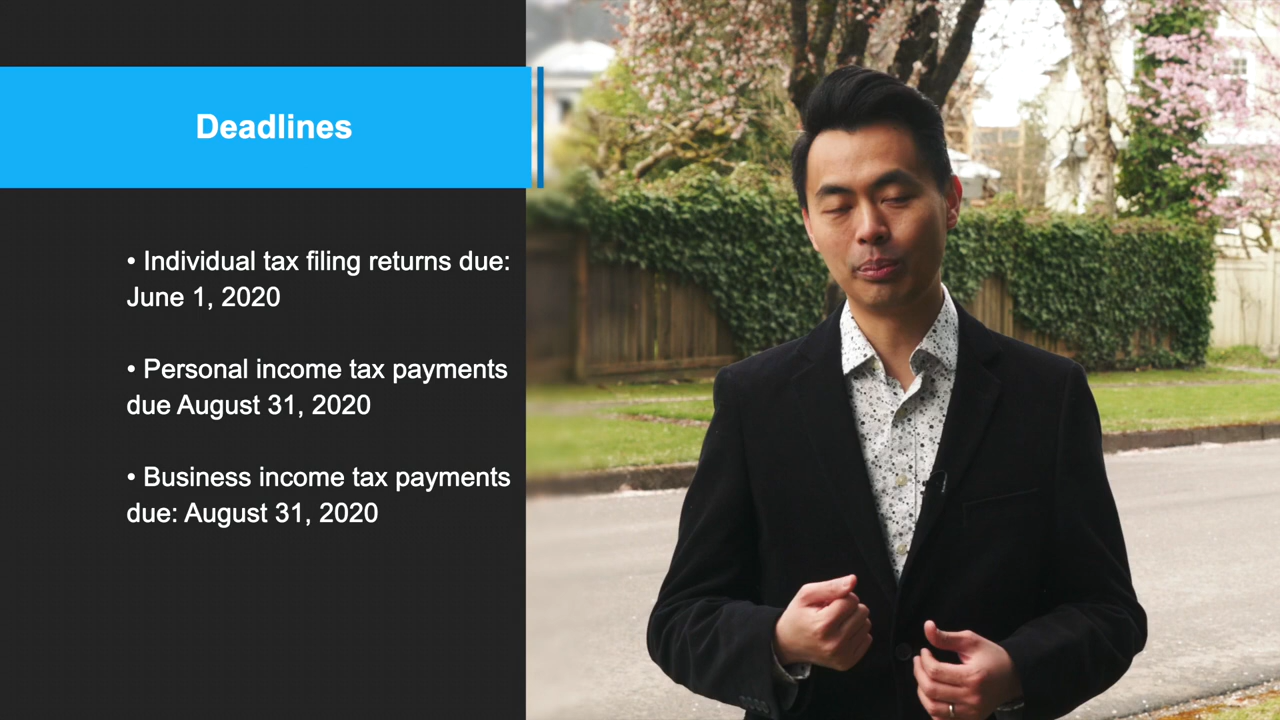 Deadlines
• Individual tax filing returns due:
June 1, 2020
• Personal income tax payments
due August 31, 2020
• Business income tax payments
due: August 31, 2020